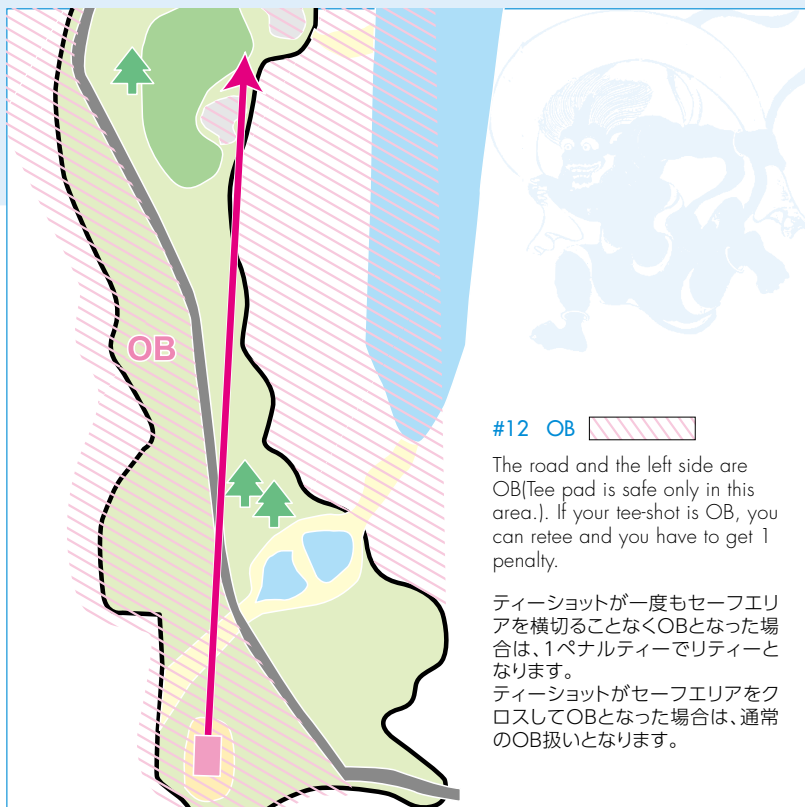 OB
#12 OB
The road and the left side are
OB(Tee pad is safe only in this
area.). If your tee-shot is OB, you
can retee and you have to get 1
penalty.
ティーショットが一度もセーフエリ
アを横切ることなくOBとなった場
合は、1ペナルティーでリティーと
なります。
ティーショットがセーフエリアをク
ロスしてOBとなった場合は、通常
のOB扱いとなります。